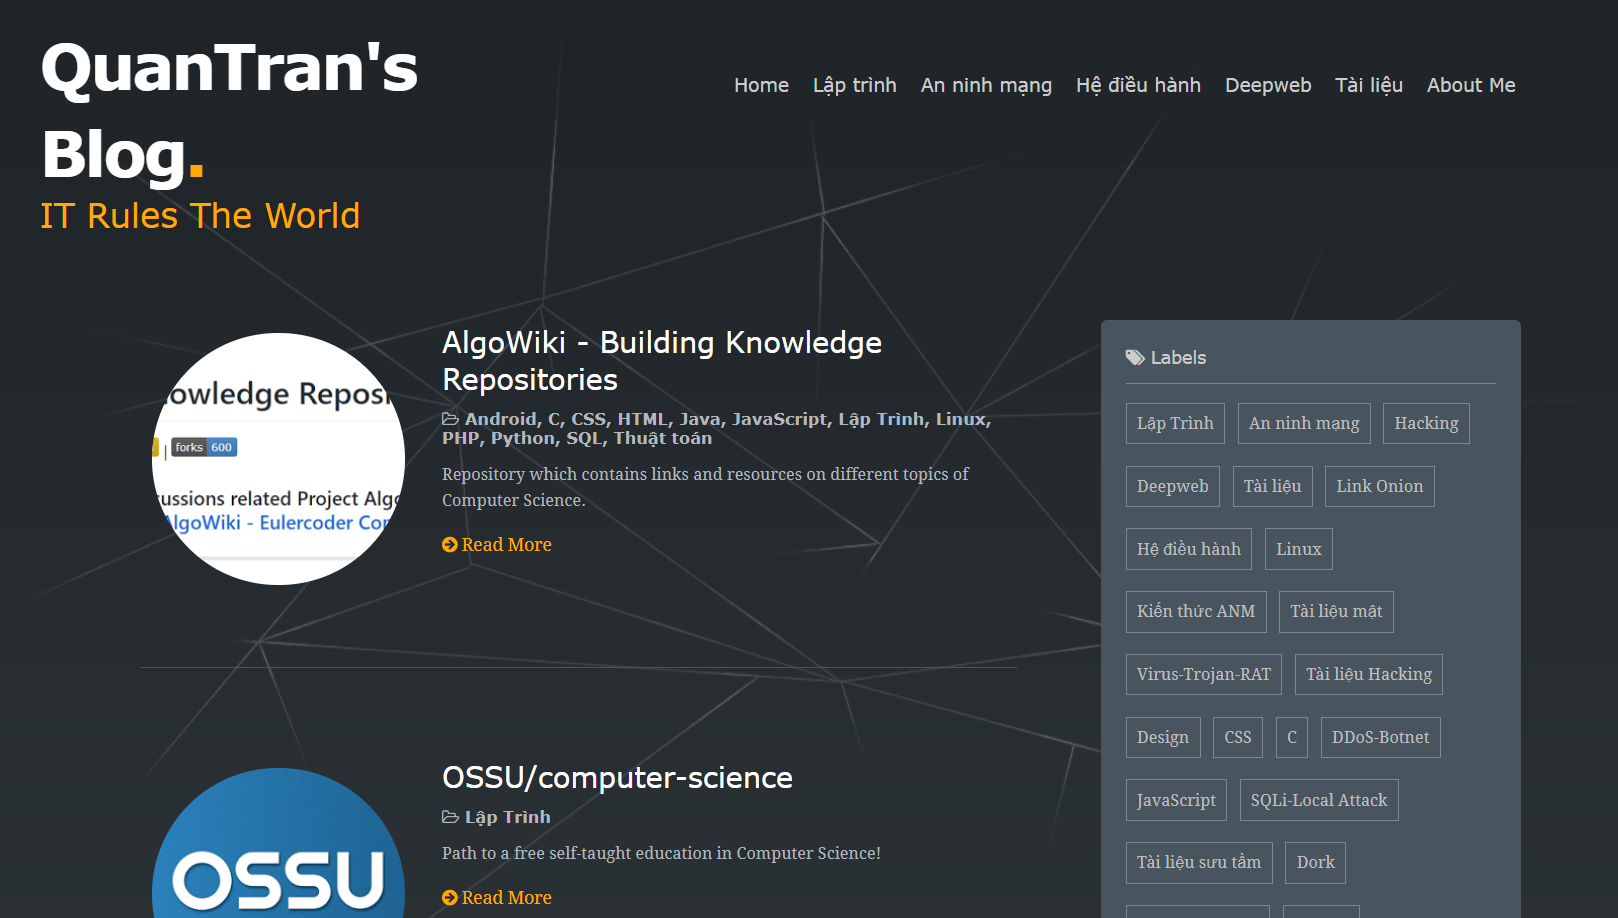 QuanTran's
Blog.
IT Rules The World
Home Lập trình An ninh mạng Hệ điều hành Deepweb Tài liệu About Me
owledge Reposi
forks 600
ussions related Project Algo
AlgoWiki - Eulercoder Cor
AlgoWiki - Building Knowledge
Repositories
Android, C, CSS, HTML, Java, JavaScript, Lập Trình, Linux,
PHP, Python, SQL, Thuật toán
Repository which contains links and resources on different topics of
Computer Science.
Read More
OSSU
OSSU/computer-science
Lập Trình
Path to a free self-taught education in Computer Science!
Read More
Labels
Lập Trình An ninh mạng Hacking
Deepweb Tài liệu Link Onion
Hệ điều hành Linux
Kiến thức ANM Tài liệu mật
Virus-Trojan-RAT Tài liệu Hacking
Design CSS C DDoS-Botnet
JavaScript SQLi-Local Attack
Tài liệu sưu tầm Dork